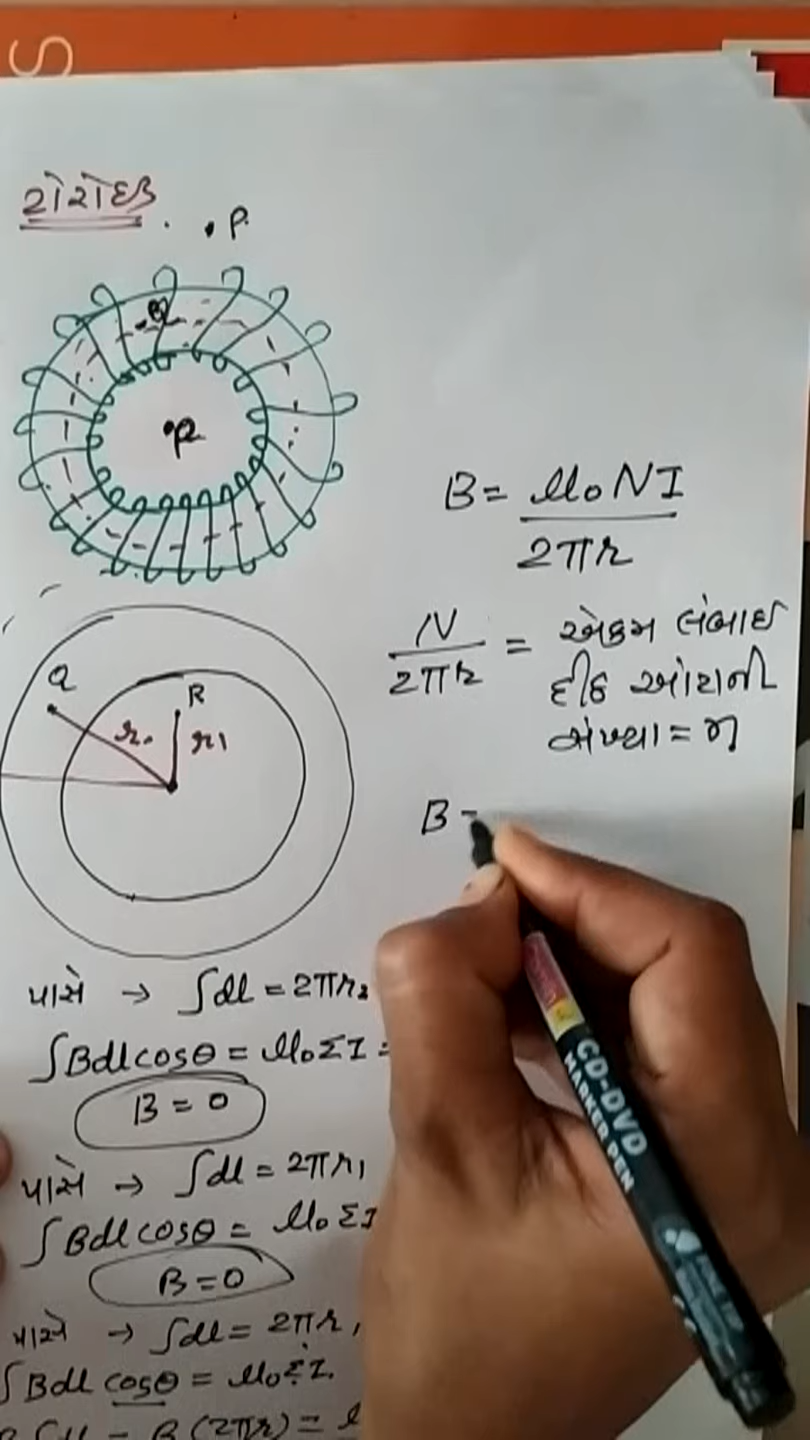 S
ટોરોઇડ
. P.
Q
.R
B = μ₀NI
2πr
N
2πr
= એકમ લંબાઈ
દીઠ આંટાની
સંખ્યા = n
Q
R
r.
r₁
B =
પાસે → ∫dl = 2πr₂
∫Bdl cosθ = μ₀ΣI =
B = 0
પાસે → ∫dl = 2πr₁
∫Bdl cosθ = μ₀ΣI
B = 0
પાસે → ∫dl = 2πr,
∫Bdl cosθ = μ₀ΣI.
B(2πr) =
CD-DVD
MARKER PEN